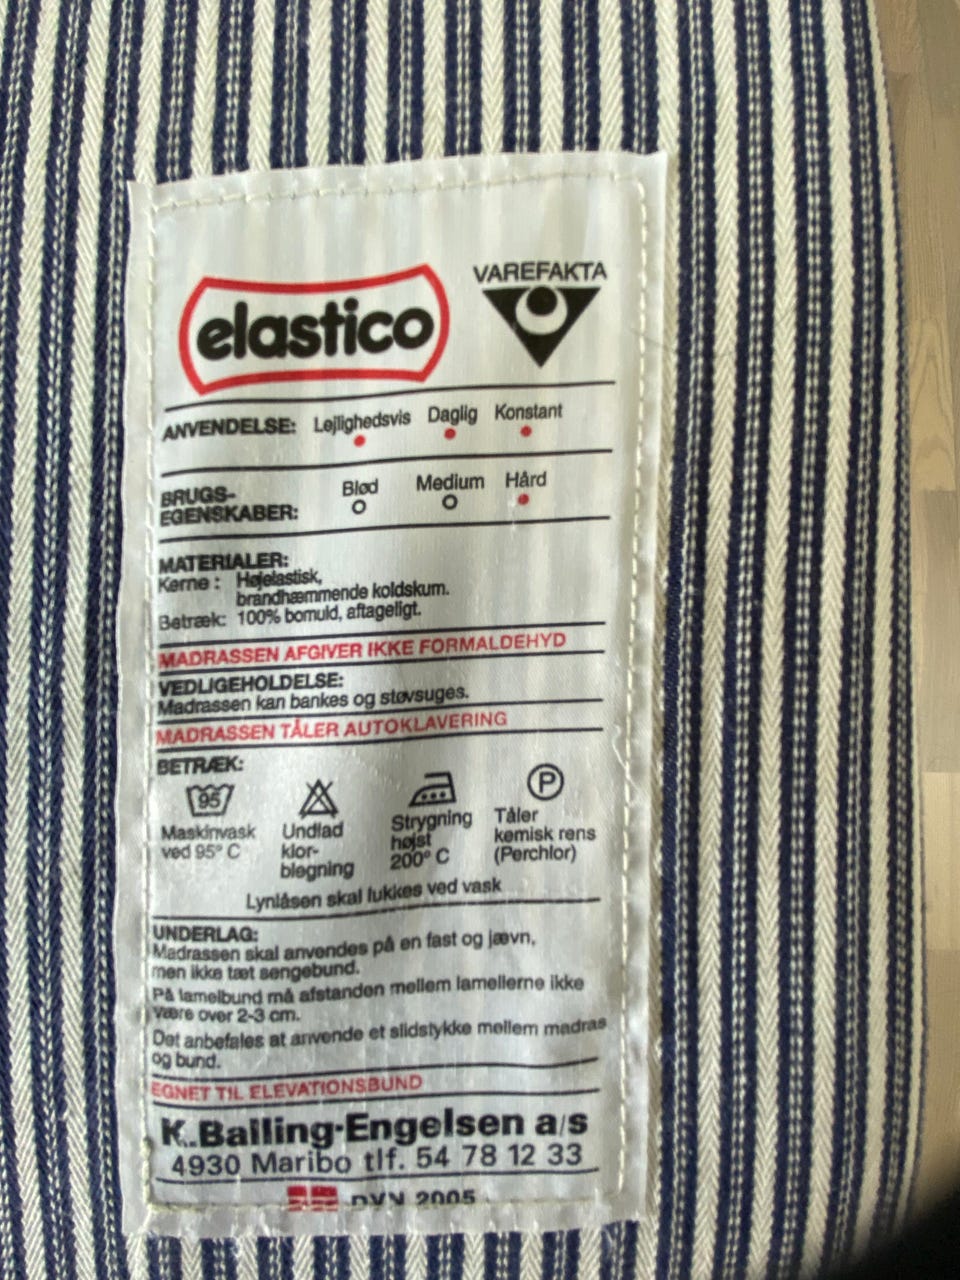 elastico
VAREFAKTA
ANVENDELSE: Lejlighedsvis Daglig Konstant
BRUGS-
EGENSKABER: Blød Medium Hård
MATERIALER:
Kerne: Højelastisk,
brandhæmmende koldskum.
Betræk: 100% bomuld, aftageligt.
MADRASSEN AFGIVER IKKE FORMALDEHYD
VEDLIGEHOLDELSE:
Madrassen kan bankes og støvsuges.
MADRASSEN TÅLER AUTOKLAVERING
BETRÆK:
95
P
Maskinvask
ved 95° C
Undlad
klor-
blegning
Strygning
højst
200° C
Tåler
kemisk rens
(Perchlor)
Lynlåsen skal lukkes ved vask
UNDERLAG:
Madrassen skal anvendes på en fast og jævn,
men ikke tæt sengebund.
På lamelbund må afstanden mellem lamellerne ikke
være over 2-3 cm.
Det anbefales at anvende et slidstykke mellem madras
og bund.
EGNET TIL ELEVATIONSBUND
K. Balling-Engelsen a/s
4930 Maribo tlf. 54 78 12 33
DVN 2005